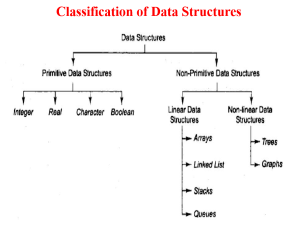 Classification of Data Structures
Data Structures
Primitive Data Structures Non-Primitive Data Structures
Integer Real Character Boolean
Linear Data Structures
Non-linear Data Structures
Arrays
Linked List
Stacks
Queues
Trees
Graphs